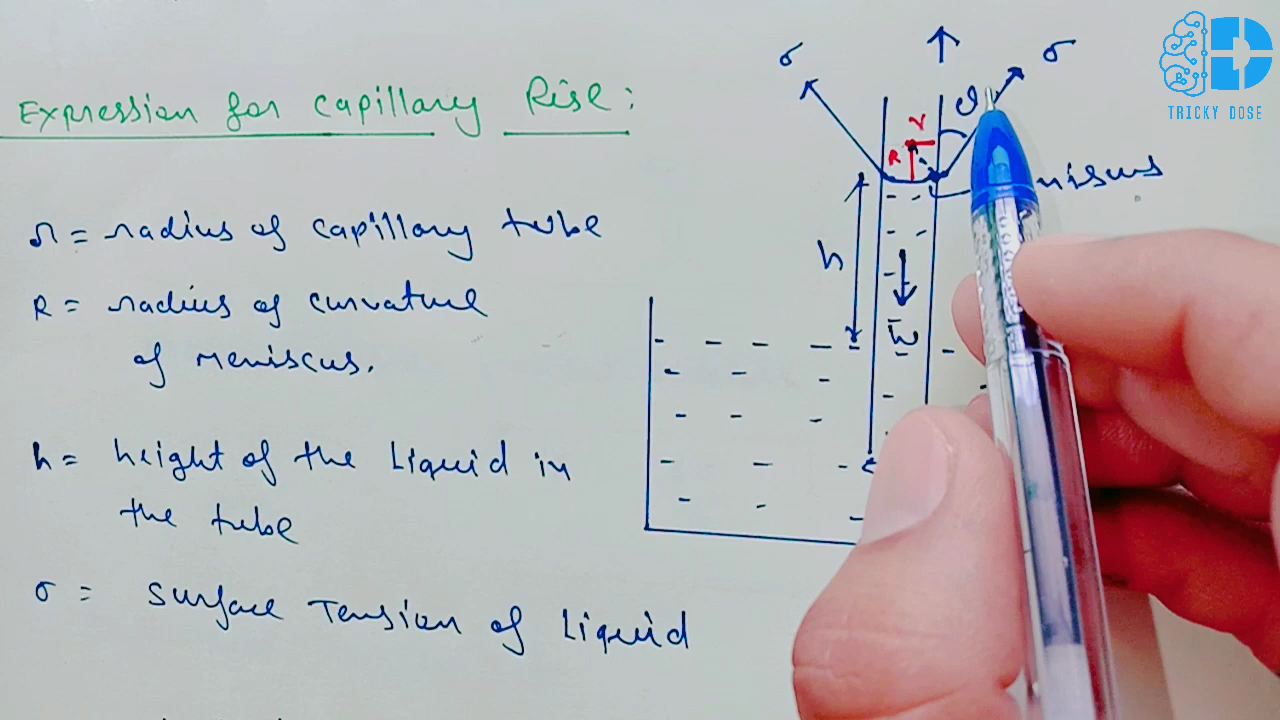 Expression for Capillary Rise:
r = radius of capillary tube
R = radius of curvature
of meniscus.
h = height of the Liquid in
the tube
σ = Surface Tension of Liquid
σ
σ
θ
r
R
h
w
TRICKY DOSE